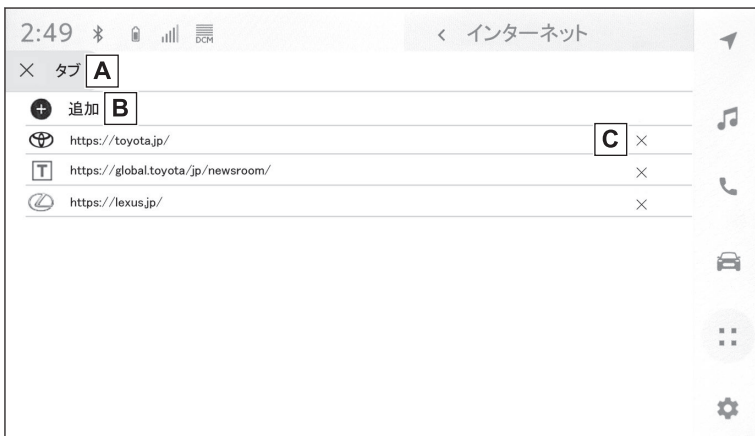 2:49 DCM < インターネット
× タブ A
+ 追加 B
https://toyota.jp/ C ×
T https://global.toyota/jp/newsroom/ ×
https://lexus.jp/ ×